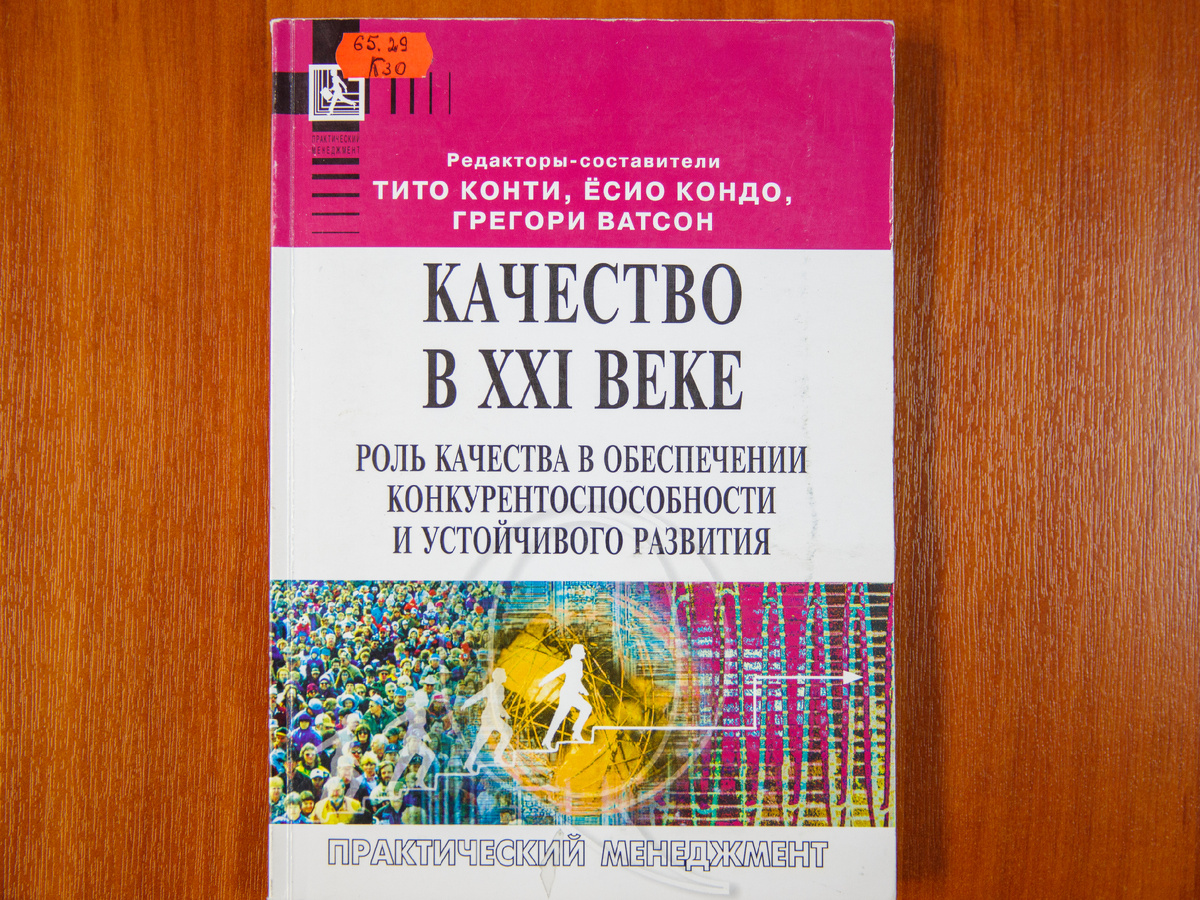 65.29
К30
ПРАКТИЧЕСКИЙ
МЕНЕДЖМЕНТ
Редакторы-составители
ТИТО КОНТИ, ЁСИО КОНДО,
ГРЕГОРИ ВАТСОН
КАЧЕСТВО
В XXI ВЕКЕ
РОЛЬ КАЧЕСТВА В ОБЕСПЕЧЕНИИ
КОНКУРЕНТОСПОСОБНОСТИ
И УСТОЙЧИВОГО РАЗВИТИЯ
ПРАКТИЧЕСКИЙ МЕНЕДЖМЕНТ